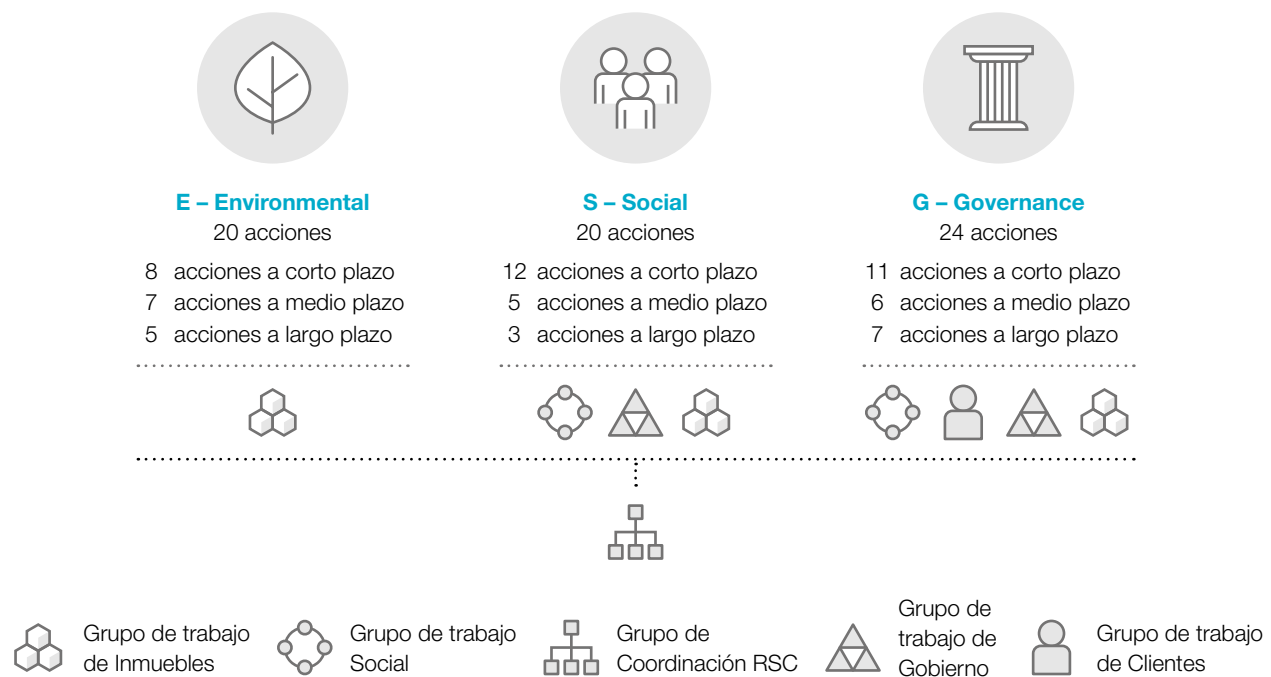 E – Environmental
20 acciones
8 acciones a corto plazo
7 acciones a medio plazo
5 acciones a largo plazo
S – Social
20 acciones
12 acciones a corto plazo
5 acciones a medio plazo
3 acciones a largo plazo
G – Governance
24 acciones
11 acciones a corto plazo
6 acciones a medio plazo
7 acciones a largo plazo
Grupo de trabajo
de Inmuebles
Grupo de trabajo
Social
Grupo de
Coordinación RSC
Grupo de
trabajo de
Gobierno
Grupo de trabajo
de Clientes